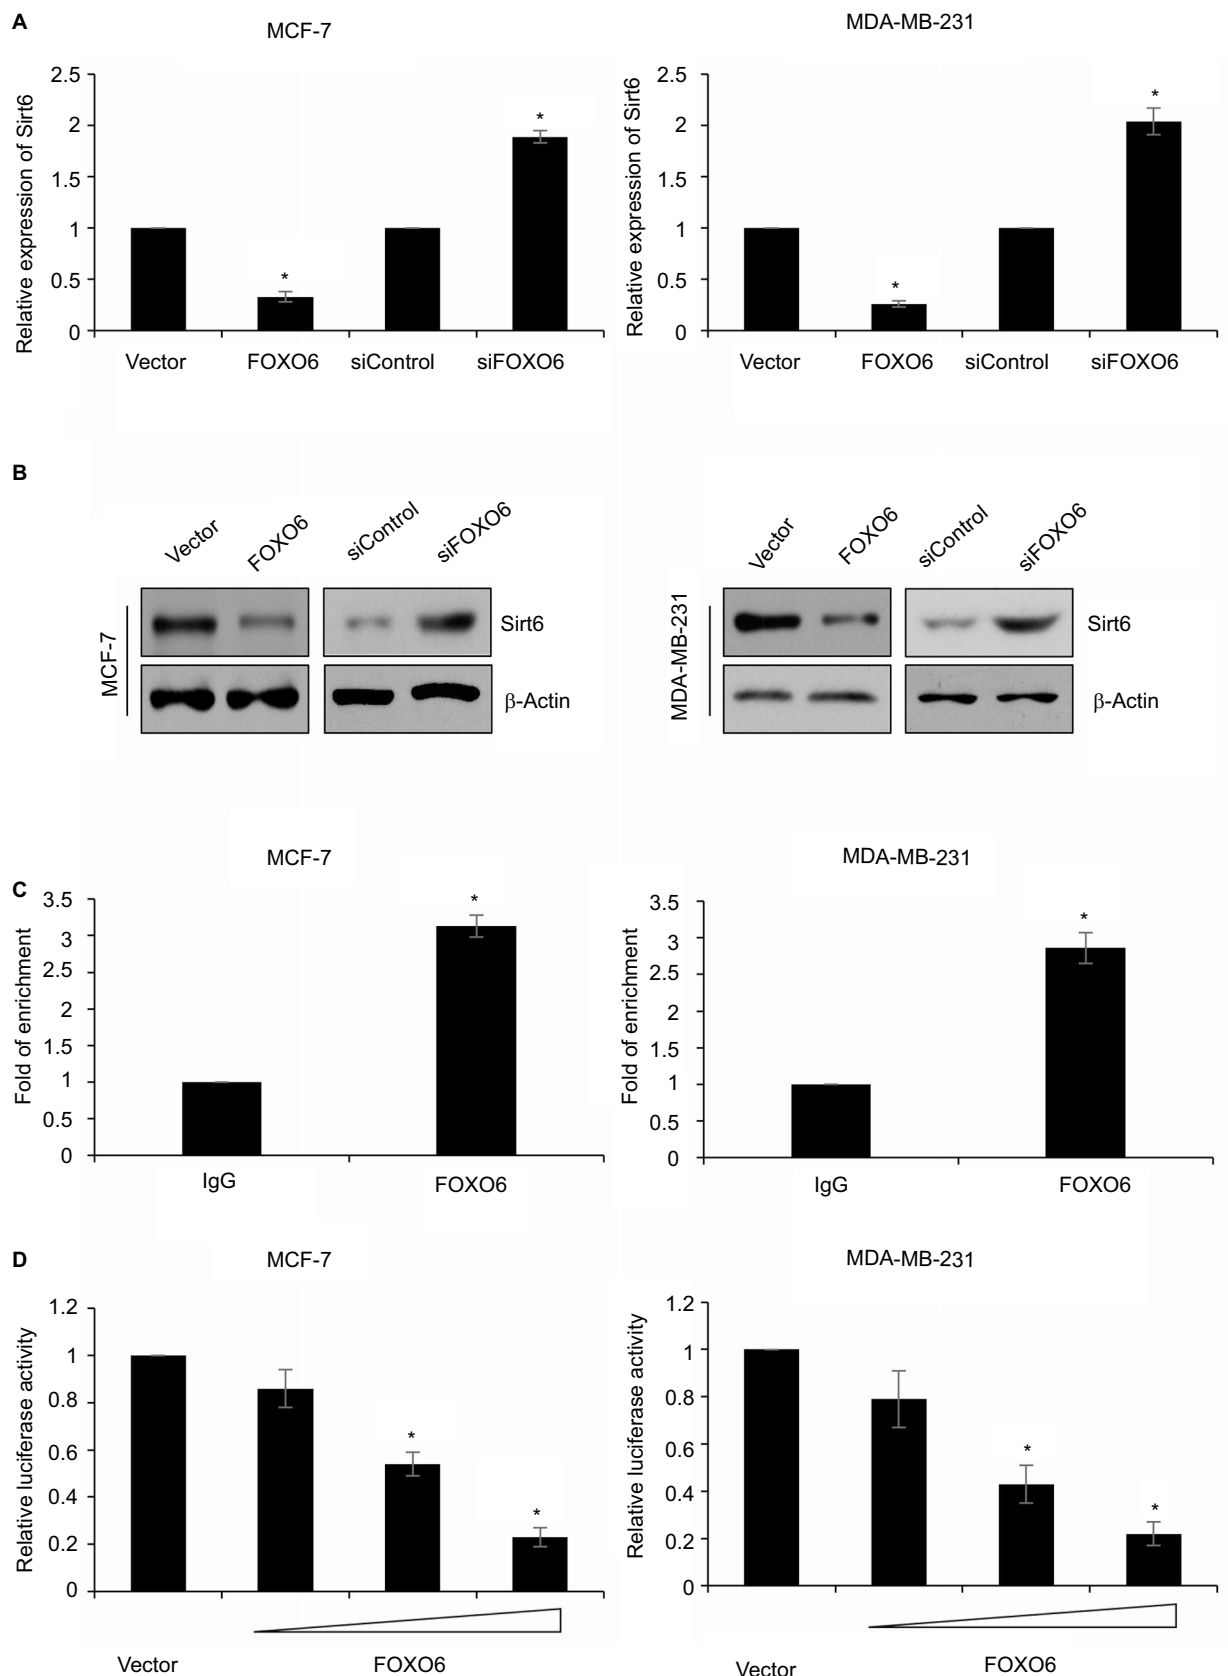 A
MCF-7
MDA-MB-231
Relative expression of Sirt6
2.5
2
1.5
1
0.5
0
*
*
Vector FOXO6 siControl siFOXO6
Relative expression of Sirt6
2.5
2
1.5
1
0.5
0
*
*
Vector FOXO6 siControl siFOXO6
B
MCF-7
Vector FOXO6 siControl siFOXO6
Sirt6
β-Actin
MDA-MB-231
Vector FOXO6 siControl siFOXO6
Sirt6
β-Actin
C
MCF-7
MDA-MB-231
Fold of enrichment
3.5
3
2.5
2
1.5
1
0.5
0
*
IgG FOXO6
Fold of enrichment
3.5
3
2.5
2
1.5
1
0.5
0
*
IgG FOXO6
D
MCF-7
MDA-MB-231
Relative luciferase activity
1.2
1
0.8
0.6
0.4
0.2
0
*
*
Vector FOXO6
Relative luciferase activity
1.2
1
0.8
0.6
0.4
0.2
0
*
*
Vector FOXO6